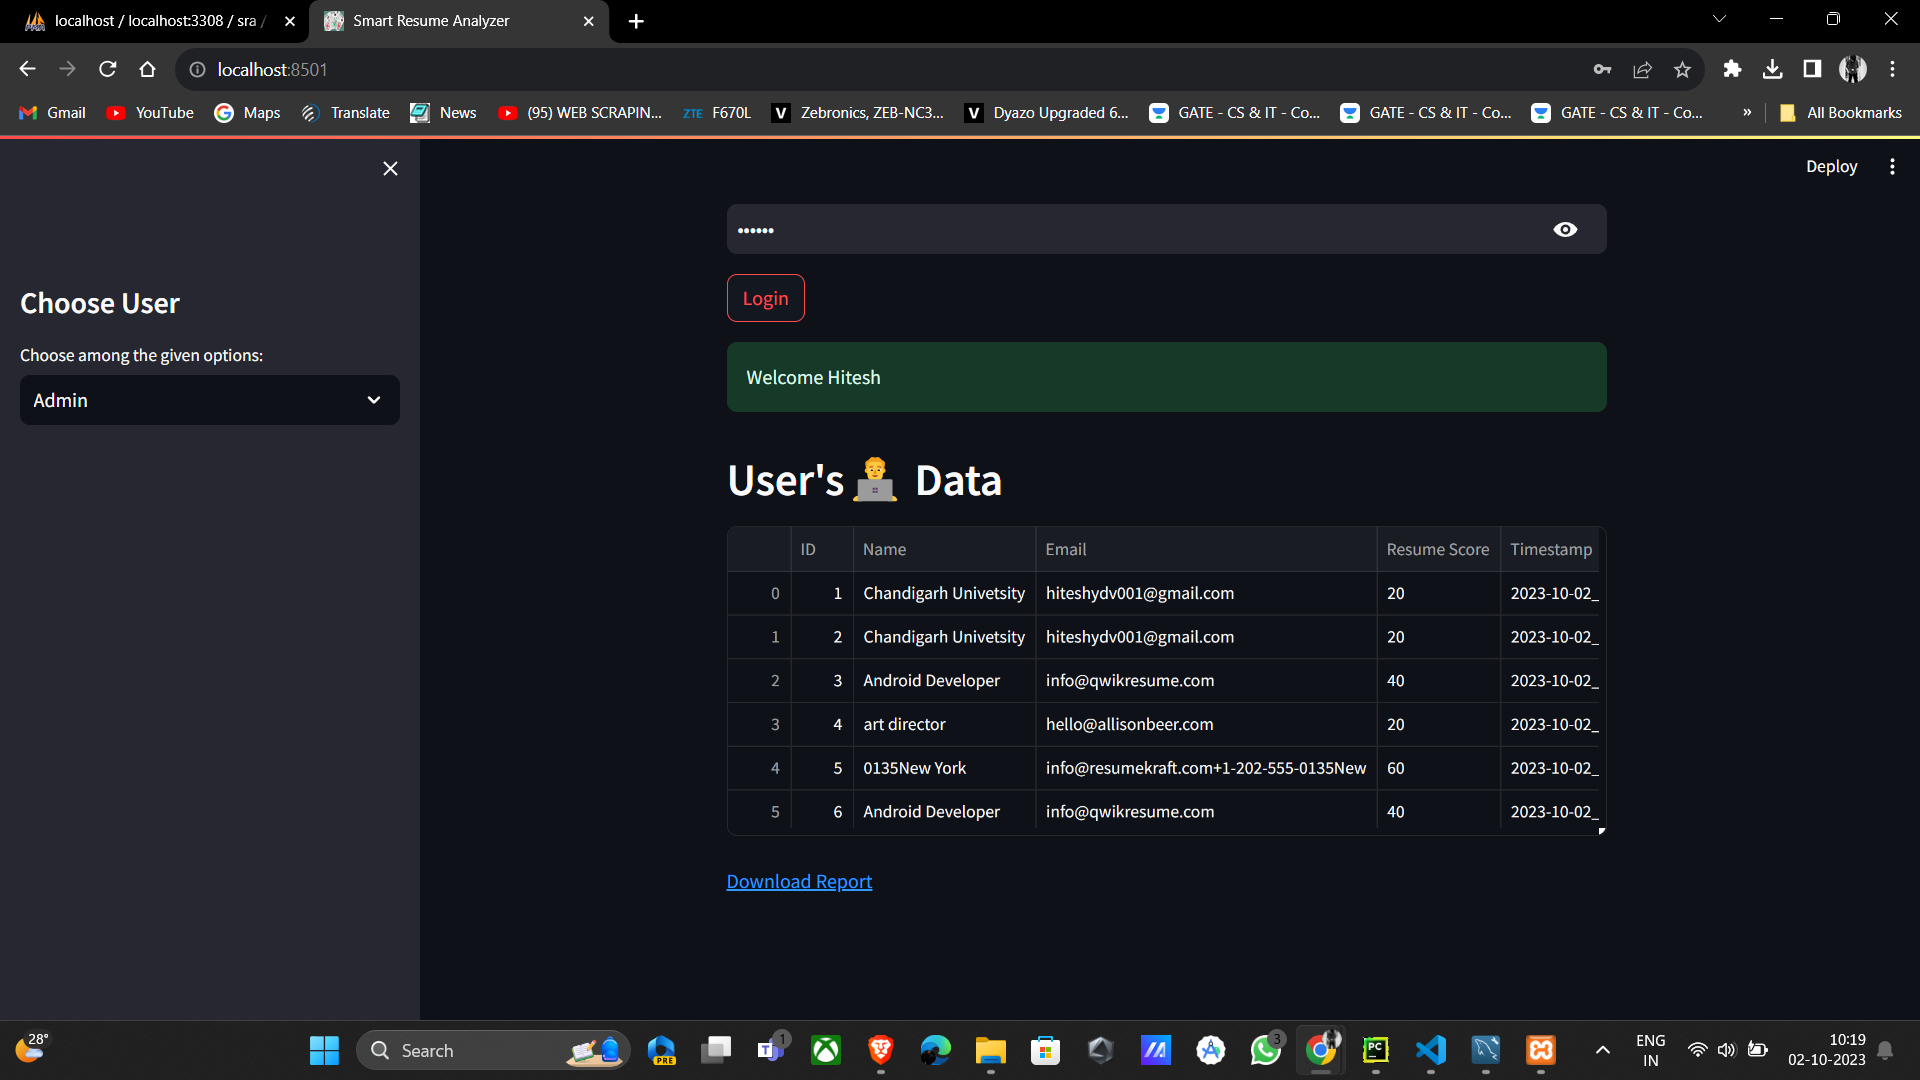 localhost / localhost:3308 / sra /
Smart Resume Analyzer
localhost:8501
Gmail YouTube Maps Translate News (95) WEB SCRAPIN... ZTE F670L V Zebronics, ZEB-NC3... V Dyazo Upgraded 6... GATE - CS & IT - Co... GATE - CS & IT - Co... GATE - CS & IT - Co... » All Bookmarks
Deploy
Choose User
Choose among the given options:
Admin
••••••
Login
Welcome Hitesh
User's Data
ID Name Email Resume Score Timestamp
0 1 Chandigarh Univetsity hiteshydv001@gmail.com 20 2023-10-02_
1 2 Chandigarh Univetsity hiteshydv001@gmail.com 20 2023-10-02_
2 3 Android Developer info@qwikresume.com 40 2023-10-02_
3 4 art director hello@allisonbeer.com 20 2023-10-02_
4 5 0135New York info@resumekraft.com+1-202-555-0135New 60 2023-10-02_
5 6 Android Developer info@qwikresume.com 40 2023-10-02_
Download Report
28°
Search
PRE
1
3
PC
ENG
IN
10:19
02-10-2023